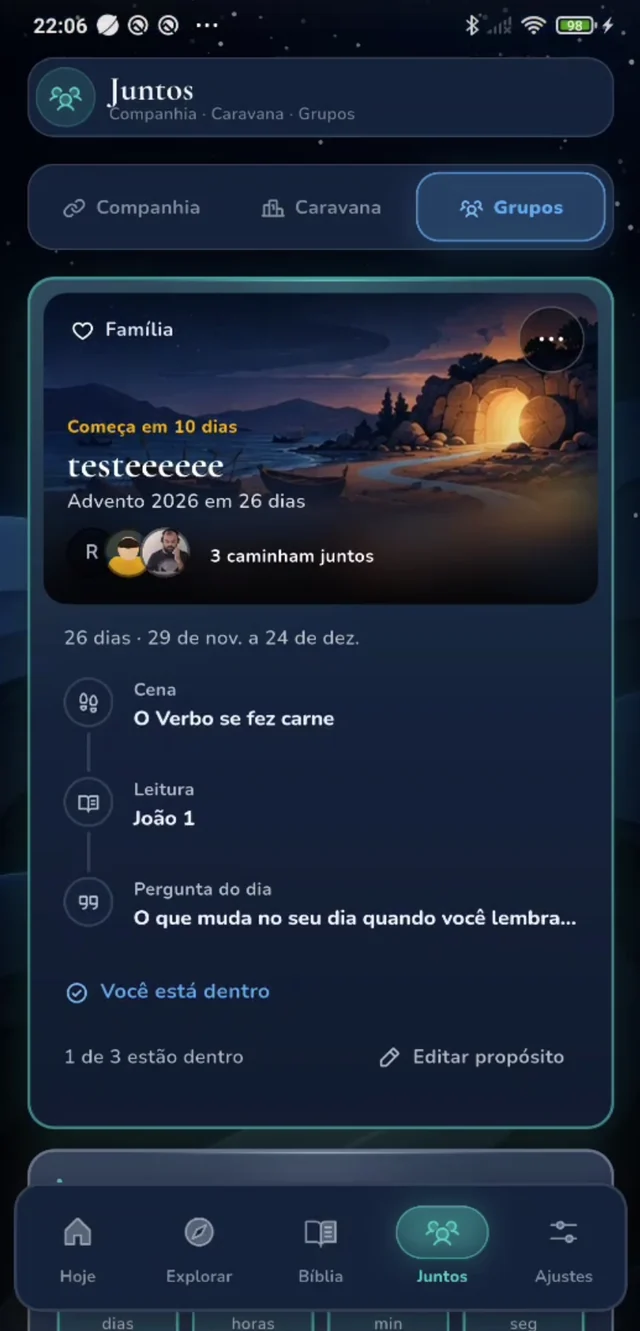 22:06
98
Juntos
Companhia · Caravana · Grupos
Companhia
Caravana
Grupos
Família
Começa em 10 dias
testeeeeee
Advento 2026 em 26 dias
R
3 caminham juntos
26 dias · 29 de nov. a 24 de dez.
Cena
O Verbo se fez carne
Leitura
João 1
Pergunta do dia
O que muda no seu dia quando você lembra...
Você está dentro
1 de 3 estão dentro
Editar propósito
Hoje
Explorar
Bíblia
Juntos
Ajustes
dias
horas
min
seg